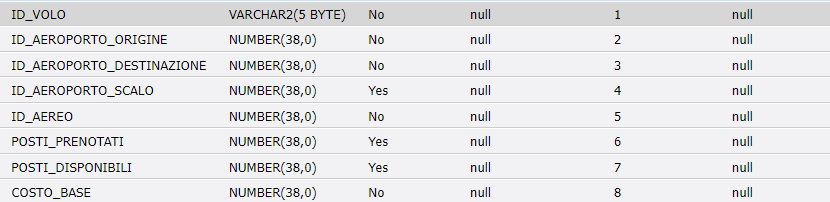 ID_VOLO VARCHAR2(5 BYTE) No null 1 null
ID_AEROPORTO_ORIGINE NUMBER(38,0) No null 2 null
ID_AEROPORTO_DESTINAZIONE NUMBER(38,0) No null 3 null
ID_AEROPORTO_SCALO NUMBER(38,0) Yes null 4 null
ID_AEREO NUMBER(38,0) No null 5 null
POSTI_PRENOTATI NUMBER(38,0) Yes null 6 null
POSTI_DISPONIBILI NUMBER(38,0) Yes null 7 null
COSTO_BASE NUMBER(38,0) No null 8 null